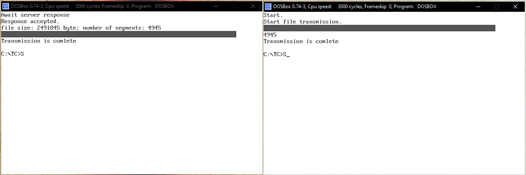 DOSBox 0.74-3, Cpu speed: 3000 cycles, Frameskip 0, Program: DOSBOX
Await server response
Response accepted.
file size: 2491845 byte; number of segments: 4945
Transmission is comlete
C:\TC>S
DOSBox 0.74-3, Cpu speed: 3000 cycles, Frameskip 0, Program: DOSBOX
Start.
Start file transmission.
4945
Transmission is comlete
C:\TC>S_